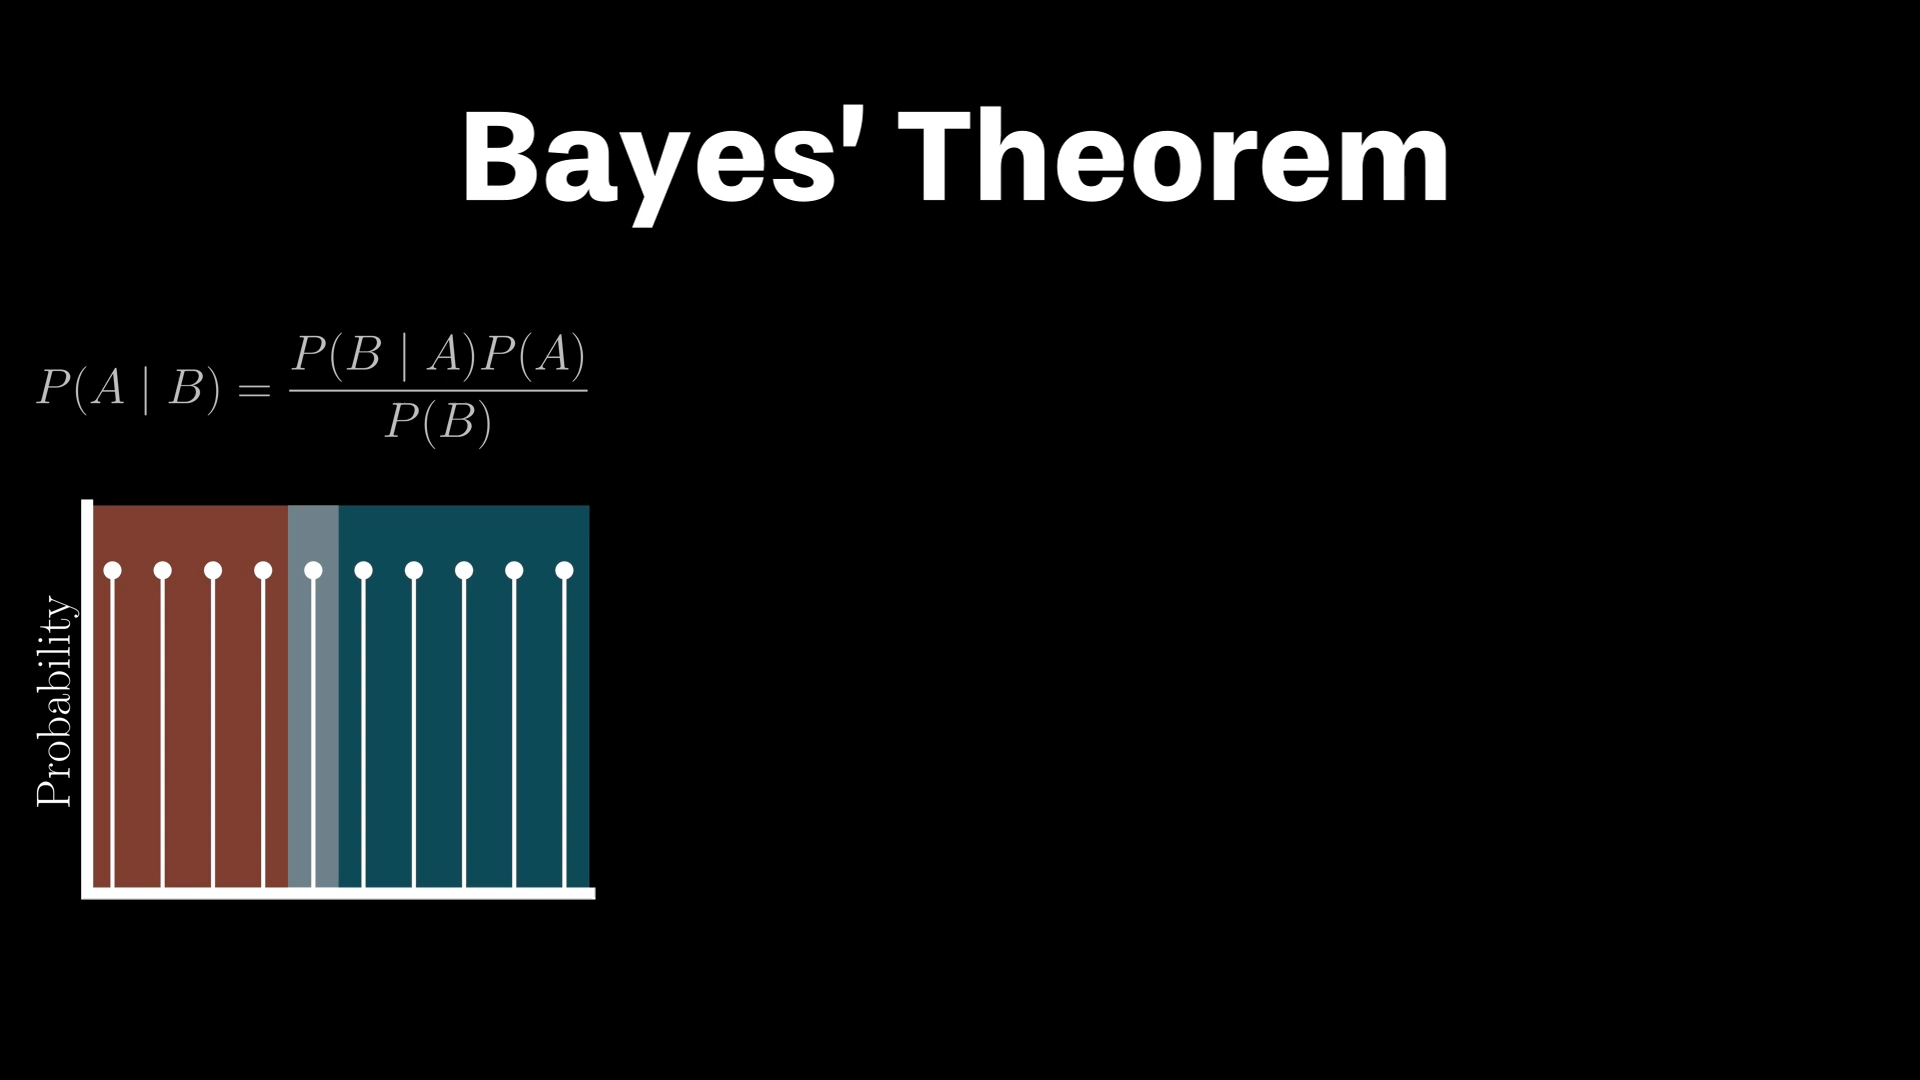 Bayes' Theorem
P(A | B) = P(B | A)P(A) / P(B)
Probability